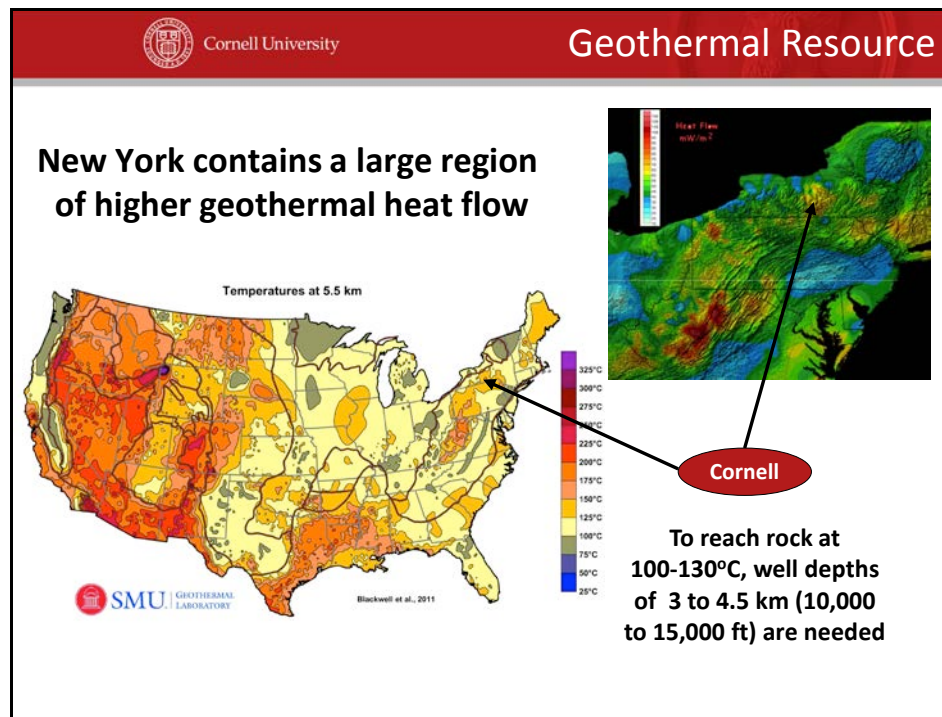 Cornell University
Geothermal Resource
New York contains a large region
of higher geothermal heat flow
Heat Flow
mW/m²
Temperatures at 5.5 km
325°C
300°C
275°C
250°C
225°C
200°C
175°C
150°C
125°C
100°C
75°C
50°C
25°C
Cornell
SMU. GEOTHERMAL
LABORATORY
Blackwell et al., 2011
To reach rock at
100-130ºC, well depths
of 3 to 4.5 km (10,000
to 15,000 ft) are needed